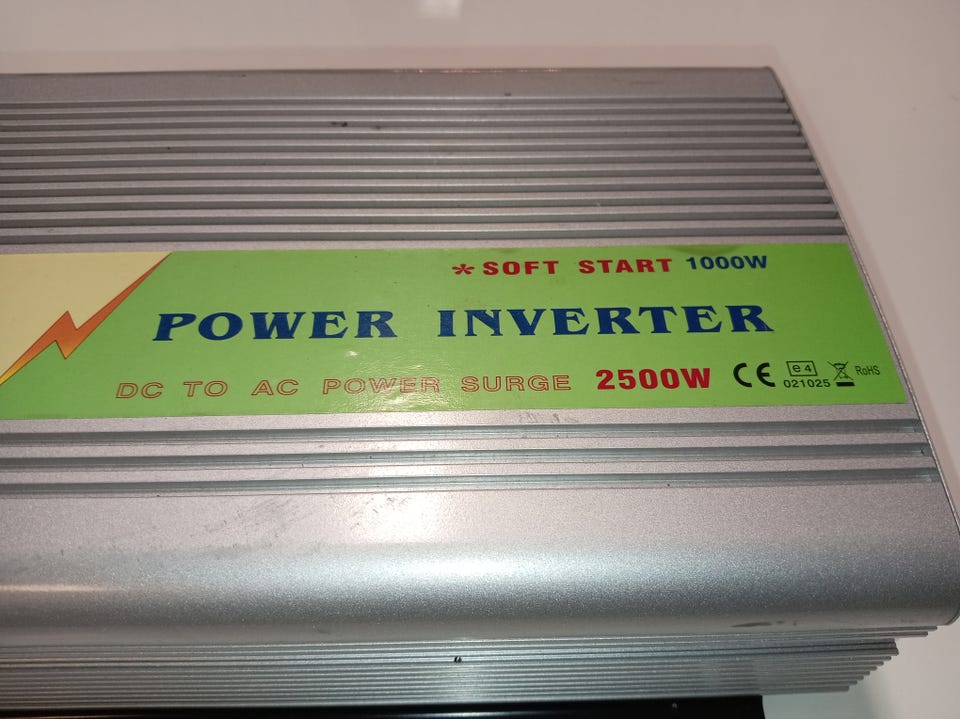 * SOFT START 1000W
POWER INVERTER
DC TO AC POWER SURGE 2500W CE e4 021025 RoHS